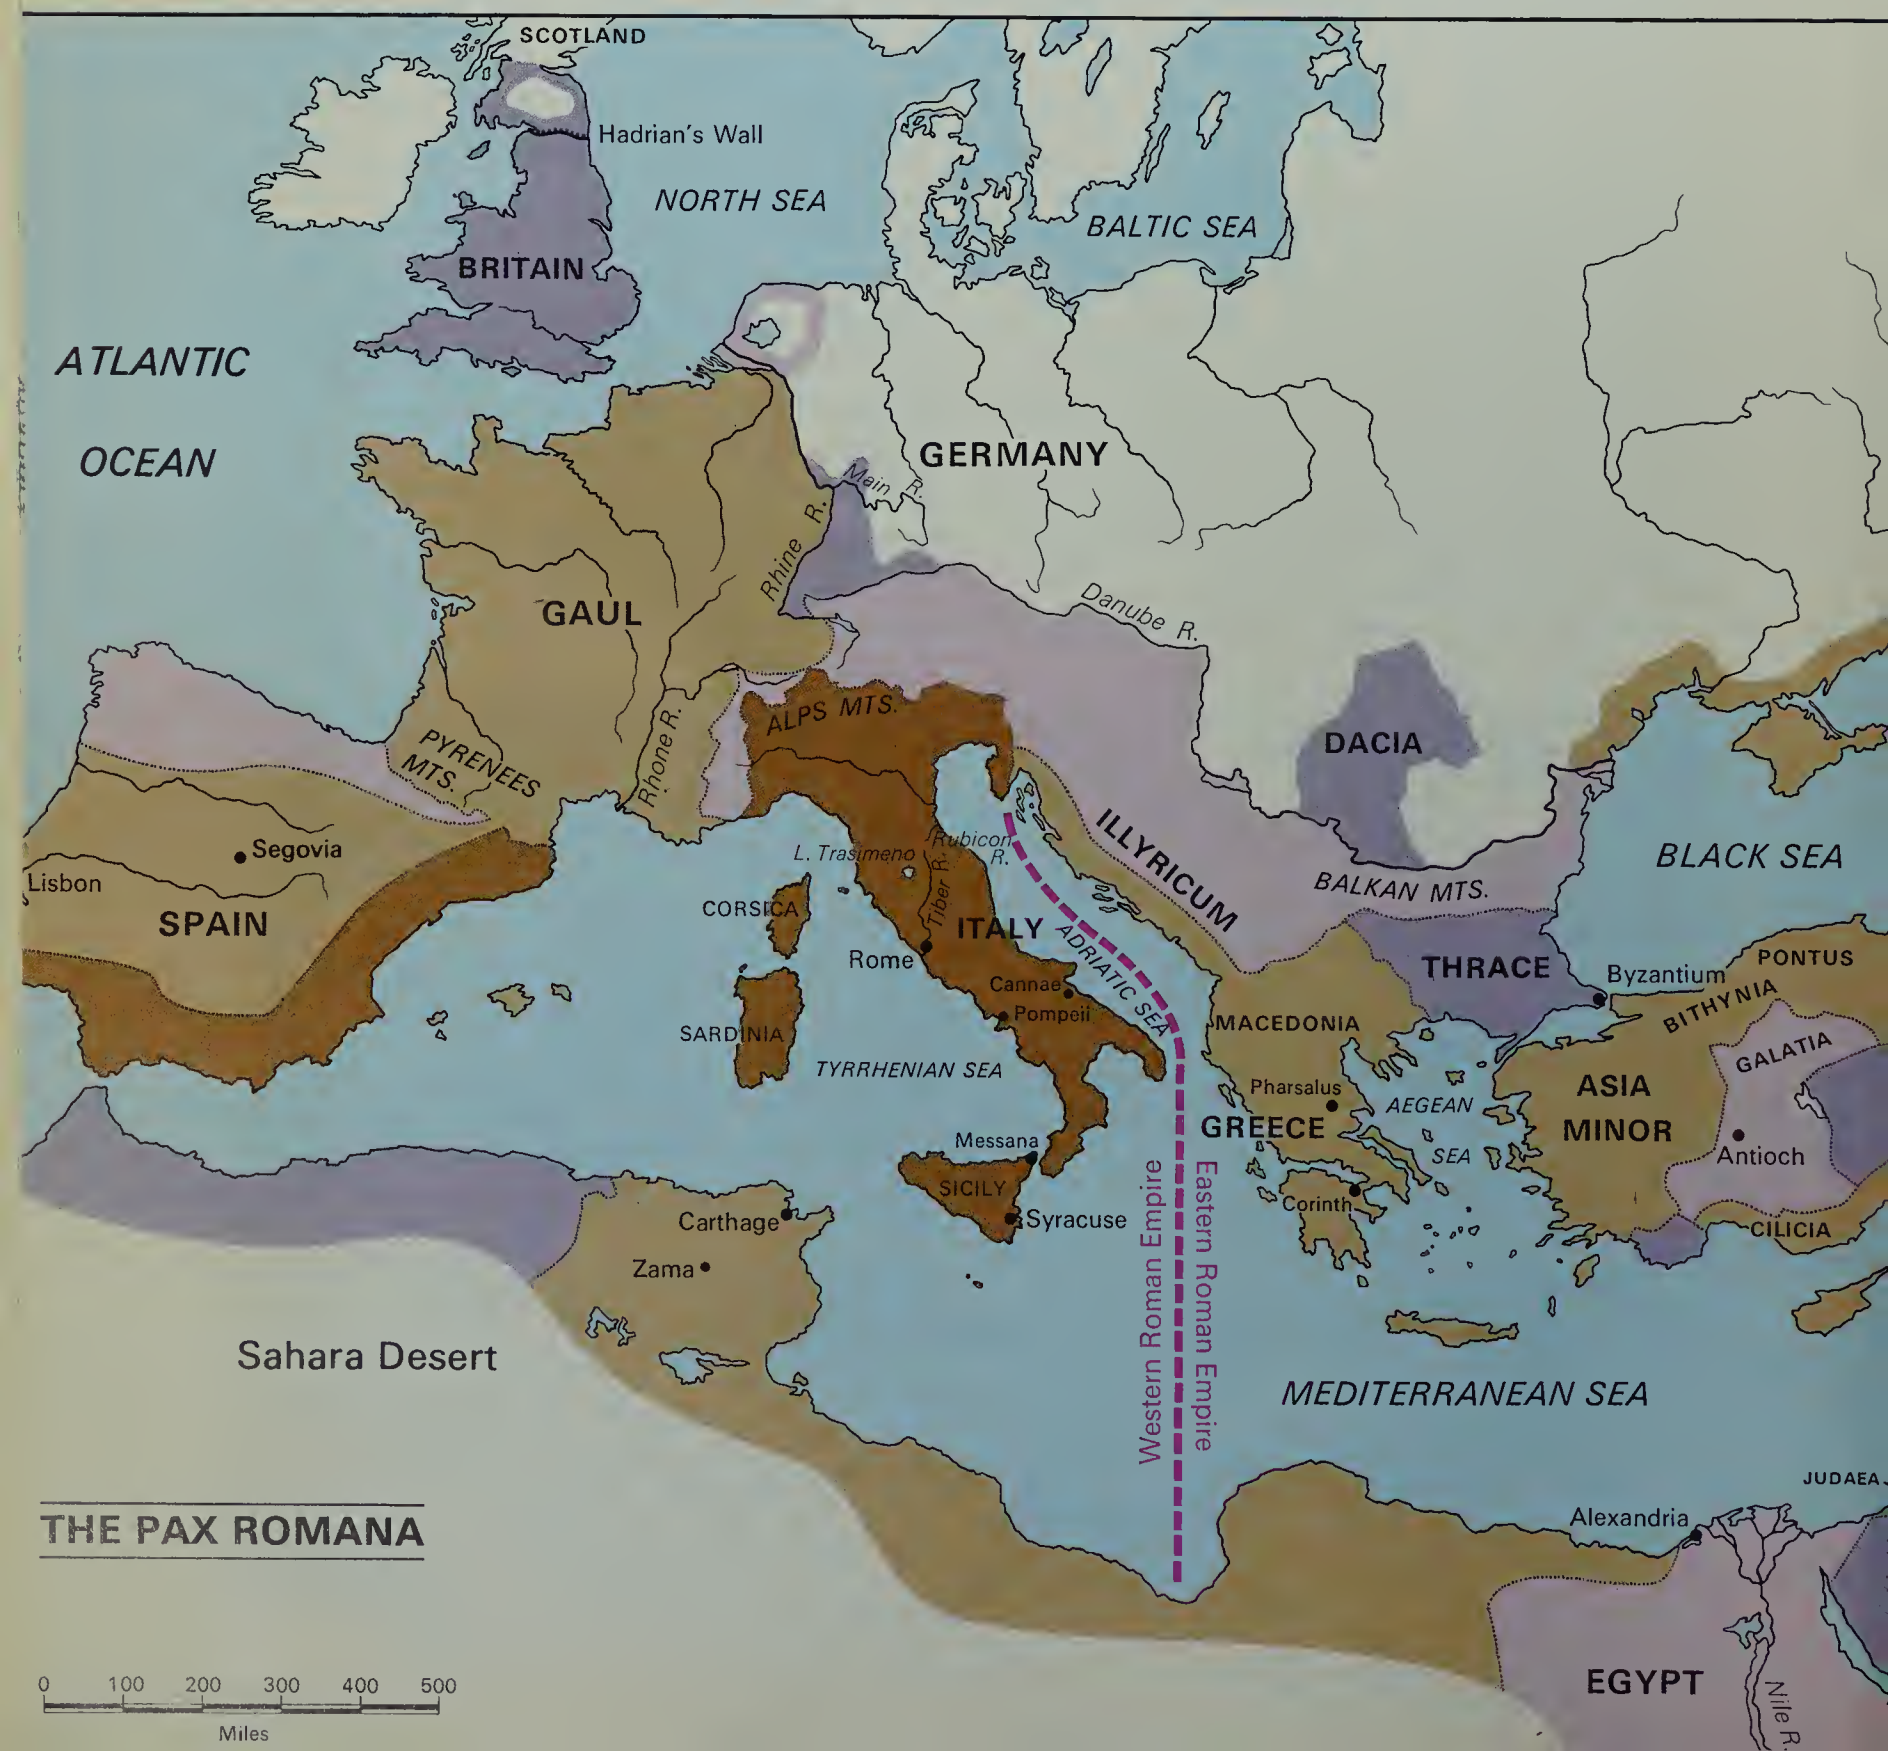 SCOTLAND
Hadrian's Wall
NORTH SEA
BALTIC SEA
BRITAIN
ATLANTIC
OCEAN
GERMANY
Main R.
Rhine R.
GAUL
Danube R.
ALPS MTS.
Rhone R.
PYRENEES
MTS.
DACIA
Segovia
Lisbon
SPAIN
L. Trasimeno
Rubicon
R.
Tiber R.
ILLYRICUM
BALKAN MTS.
BLACK SEA
CORSICA
ITALY
Rome
ADRIATIC SEA
THRACE
Byzantium
PONTUS
BITHYNIA
Cannae
Pompeii
SARDINIA
TYRRHENIAN SEA
MACEDONIA
GALATIA
Pharsalus
AEGEAN
SEA
ASIA
MINOR
GREECE
Antioch
Messana
SICILY
Syracuse
Corinth
CILICIA
Carthage
Zama
Western Roman Empire
Eastern Roman Empire
Sahara Desert
MEDITERRANEAN SEA
JUDAEA
Alexandria
THE PAX ROMANA
EGYPT
Nile R.
0 100 200 300 400 500
Miles